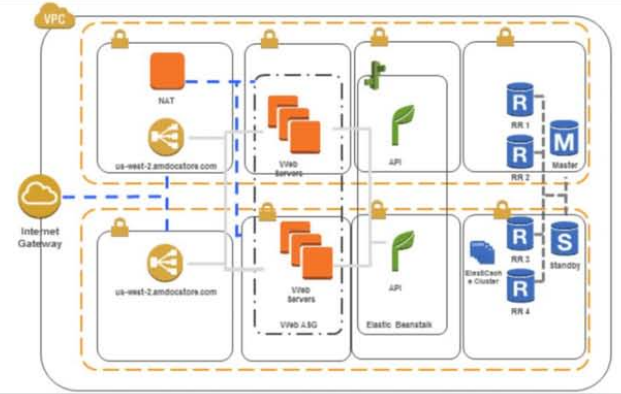 VPC
NAT
us-west-2.amdocstore.com
Web
Servers
API
R
RR 1
R
RR 2
M
Master
Internet
Gateway
us-west-2.amdocstore.com
Web
Servers
Web ASG
API
Elastic Beanstalk
ElastiCach
e Cluster
R
RR 3
R
RR 4
S
Standby